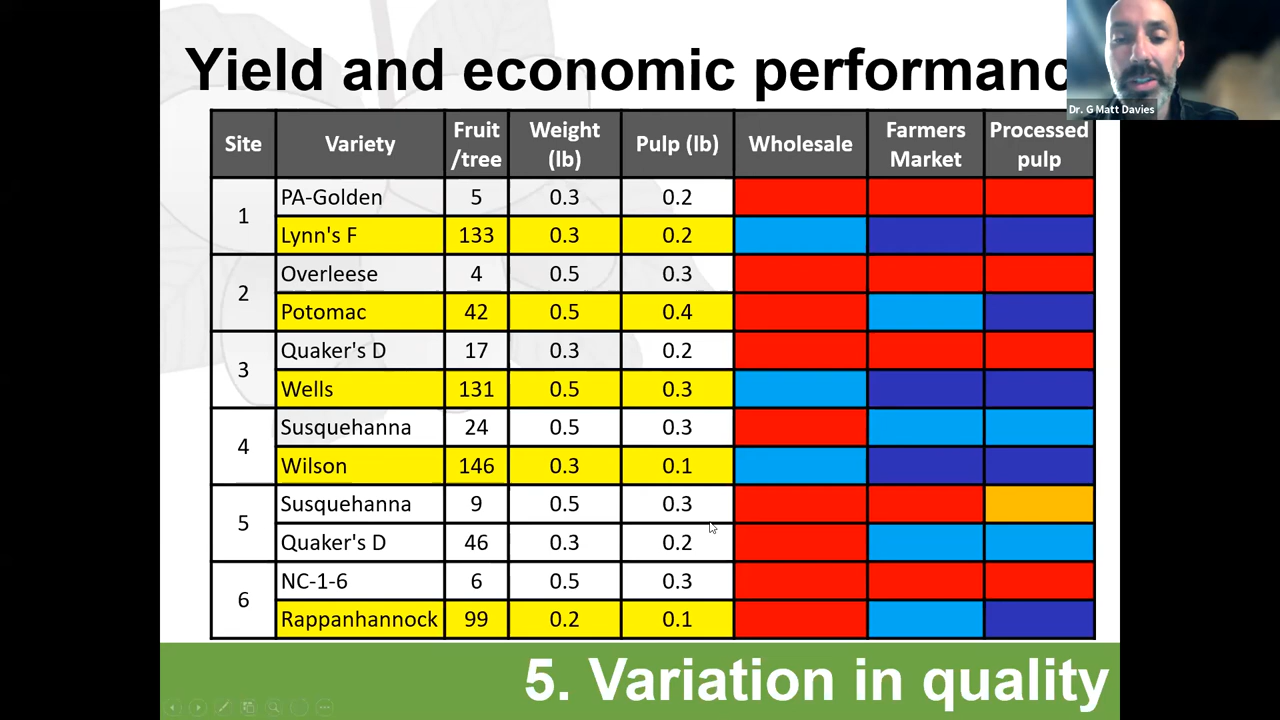 Yield and economic performanc
Dr. G Matt Davies
Site Variety Fruit /tree Weight (lb) Pulp (lb) Wholesale Farmers Market Processed pulp
1 PA-Golden 5 0.3 0.2
Lynn's F 133 0.3 0.2
2 Overleese 4 0.5 0.3
Potomac 42 0.5 0.4
3 Quaker's D 17 0.3 0.2
Wells 131 0.5 0.3
4 Susquehanna 24 0.5 0.3
Wilson 146 0.3 0.1
5 Susquehanna 9 0.5 0.3
Quaker's D 46 0.3 0.2
6 NC-1-6 6 0.5 0.3
Rappanhannock 99 0.2 0.1
5. Variation in quality